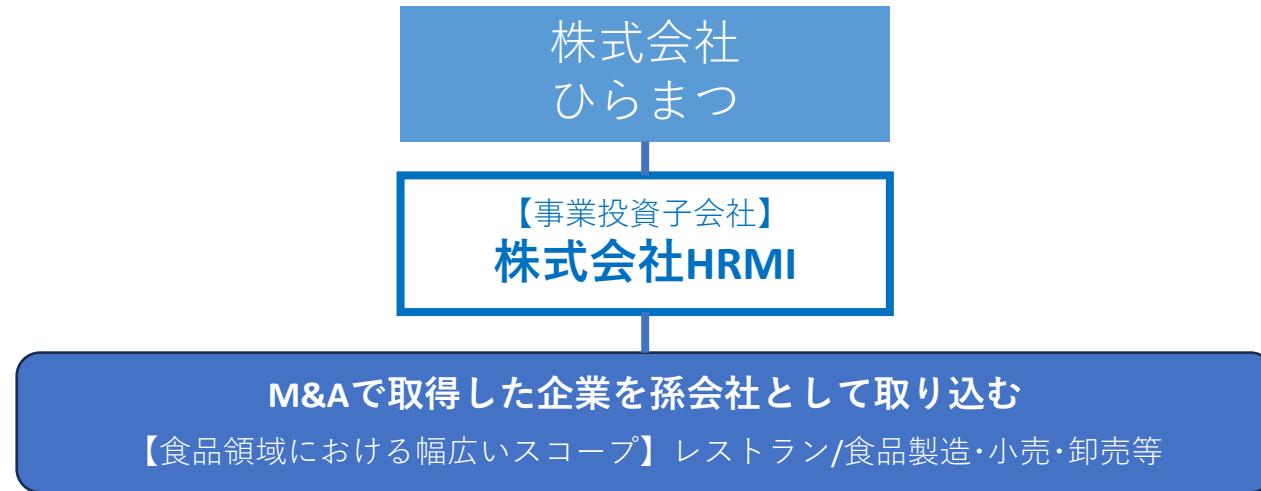 株式会社
ひらまつ
【事業投資子会社】
株式会社HRMI
M&Aで取得した企業を孫会社として取り込む
【食品領域における幅広いスコープ】レストラン/食品製造･小売･卸売等